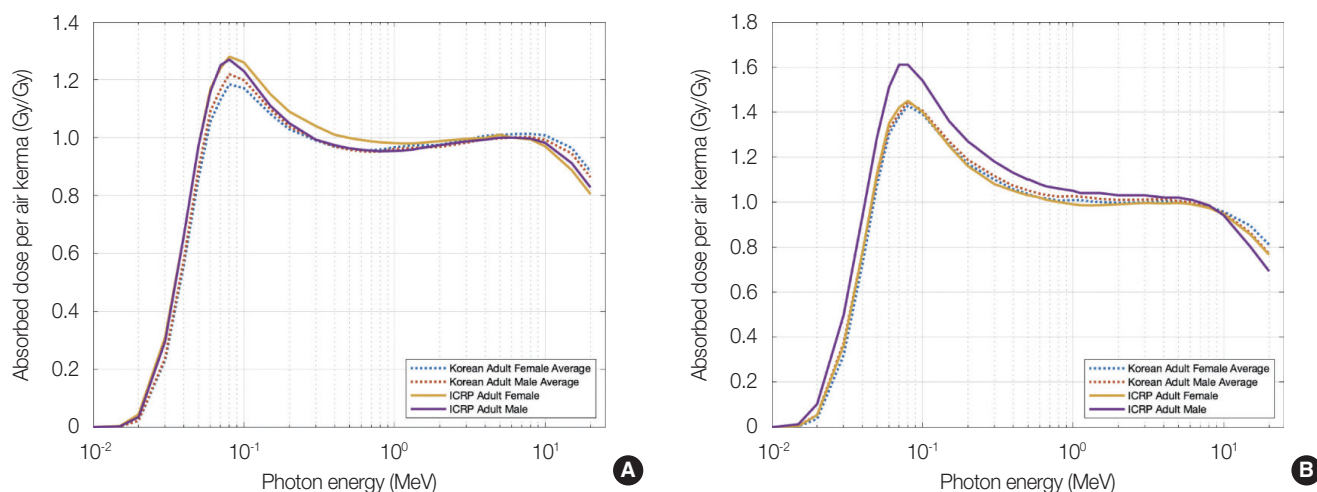 Absorbed dose per air kerma (Gy/Gy)
1.4
1.2
1.0
0.8
0.6
0.4
0.2
0
10-2
10-1
100
101
Photon energy (MeV)
Korean Adult Female Average
Korean Adult Male Average
ICRP Adult Female
ICRP Adult Male
A
Absorbed dose per air kerma (Gy/Gy)
1.8
1.6
1.4
1.2
1.0
0.8
0.6
0.4
0.2
0
10-2
10-1
100
101
Photon energy (MeV)
Korean Adult Female Average
Korean Adult Male Average
ICRP Adult Female
ICRP Adult Male
B